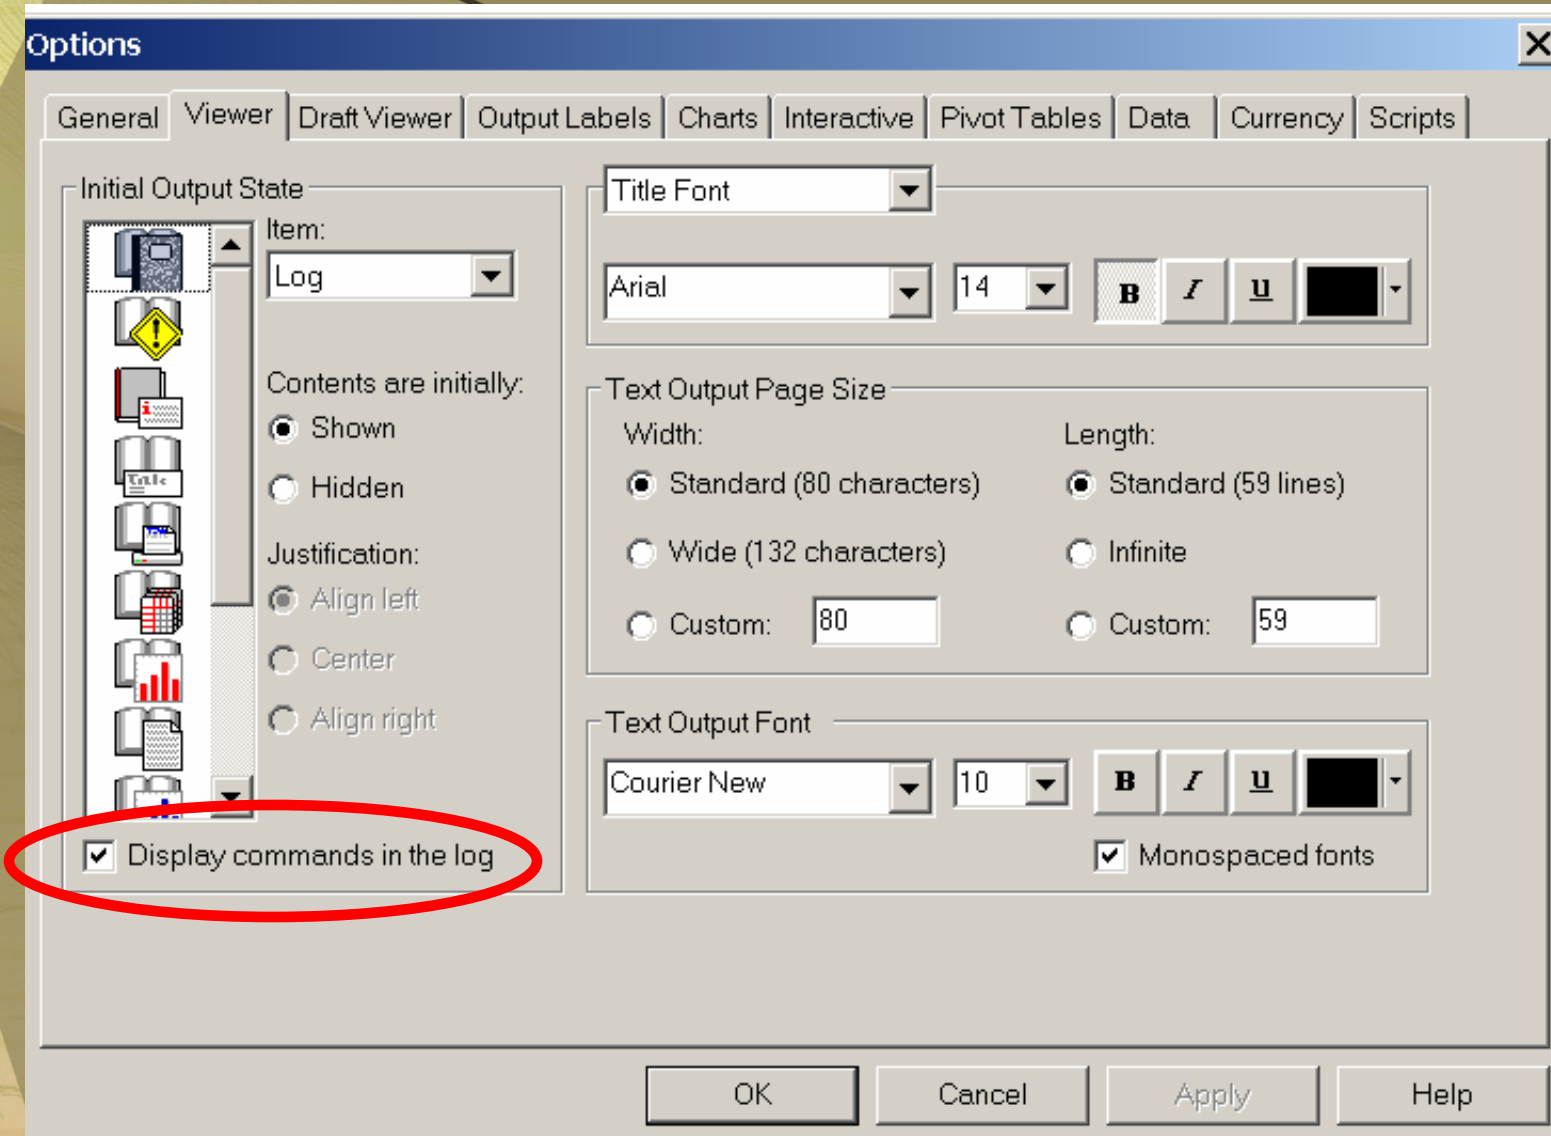 Options
General Viewer Draft Viewer Output Labels Charts Interactive Pivot Tables Data Currency Scripts
Initial Output State
Item:
Log
Contents are initially:
Shown
Hidden
Justification:
Align left
Center
Align right
Display commands in the log
Title Font
Arial 14 B I U
Text Output Page Size
Width: Length:
Standard (80 characters) Standard (59 lines)
Wide (132 characters) Infinite
Custom: 80 Custom: 59
Text Output Font
Courier New 10 B I U
Monospaced fonts
OK Cancel Apply Help